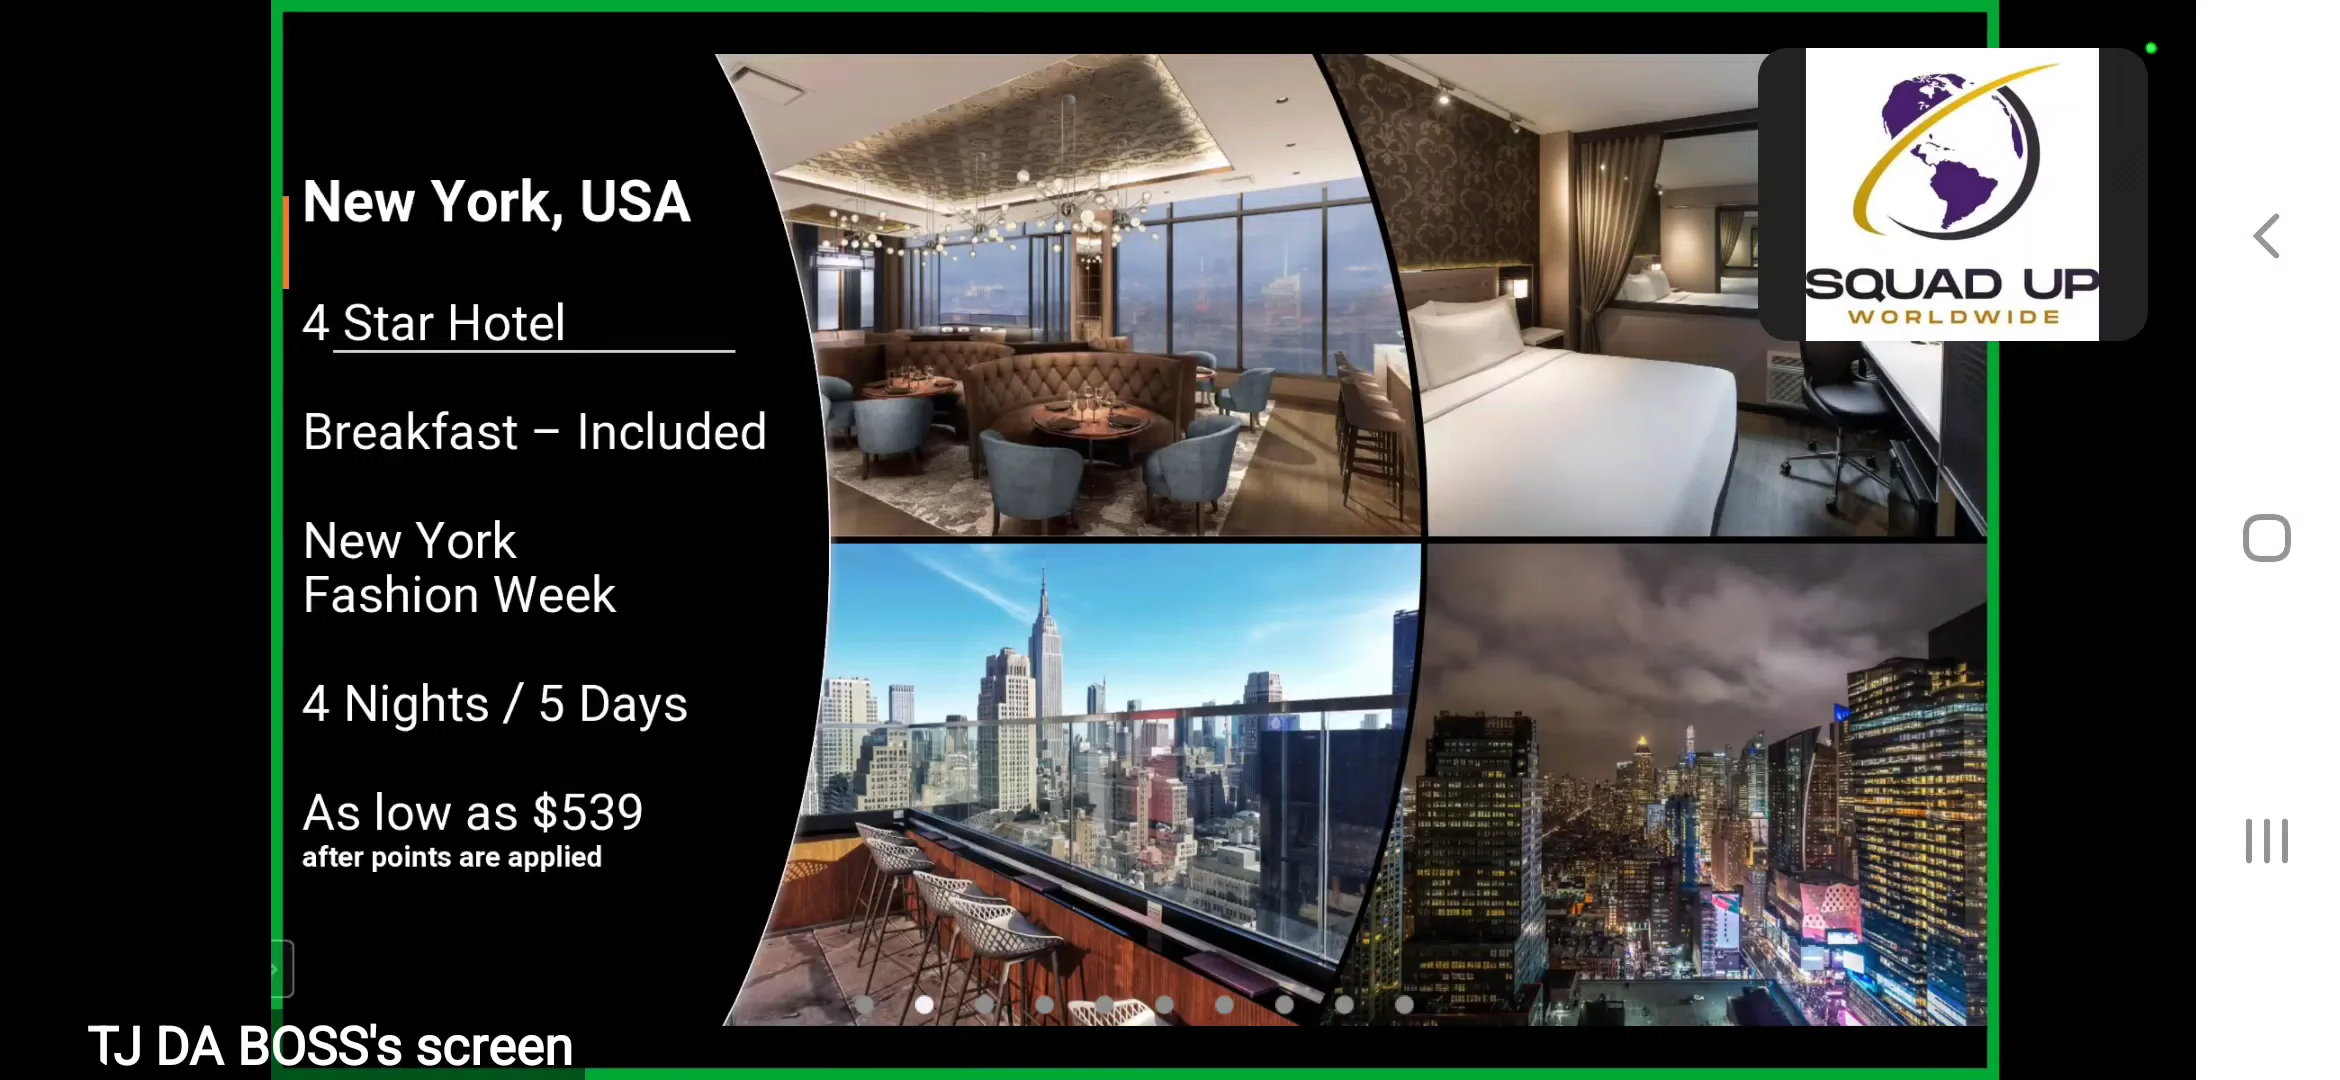 New York, USA
4 Star Hotel
Breakfast – Included
New York
Fashion Week
4 Nights / 5 Days
As low as $539
after points are applied
SQUAD UP
WORLDWIDE
TJ DA BOSS's screen